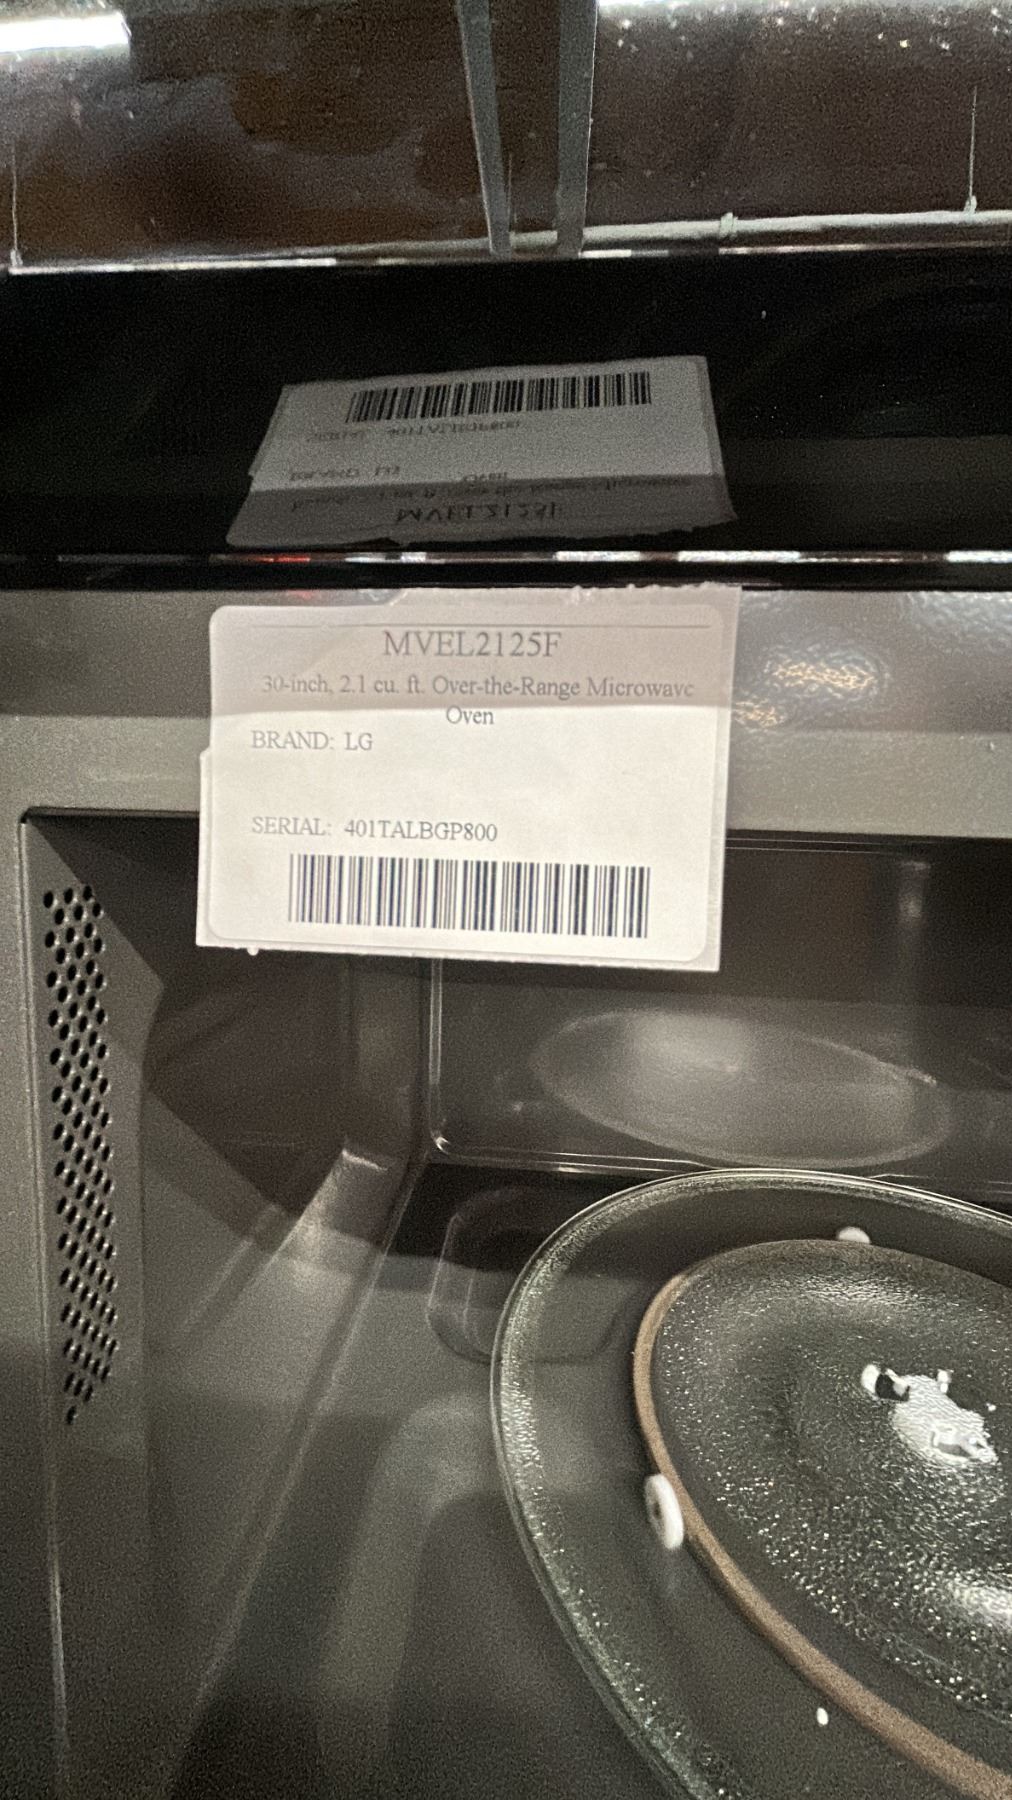 MVEL2125F
30-inch, 2.1 cu. ft. Over-the-Range Microwave
Oven
BRAND: LG
SERIAL: 401TALBGP800